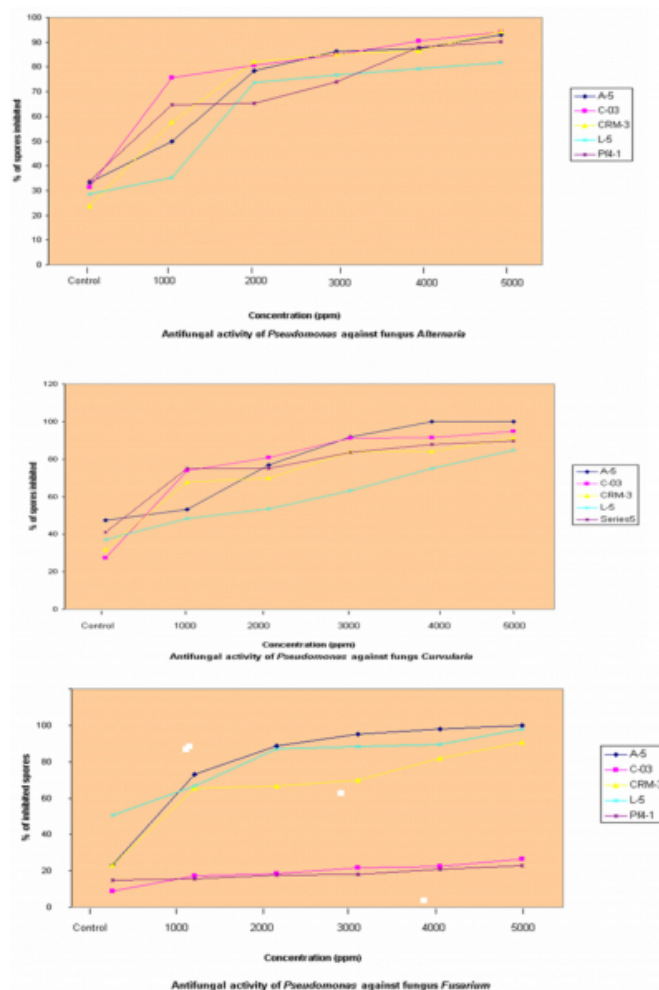 100
90
80
70
60
50
40
30
20
10
0
% of spores inhibited
Control 1000 2000 3000 4000 5000
A-5
C-03
CRM-3
L-5
Pf4-1
Concentration (ppm)
Antifungal activity of Pseudomonas against fungus Alternaria
120
100
80
60
40
20
0
% of spores inhibited
Control 1000 2000 3000 4000 5000
A-5
C-03
CRM-3
L-5
Series5
Concentration (ppm)
Antifungal activity of Pseudomonas against fungs Curvularia
100
80
60
40
20
0
% of inhibited spores
Control 1000 2000 3000 4000 5000
A-5
C-03
CRM-3
L-5
Pf4-1
Concentration (ppm)
Antifungal activity of Pseudomonas against fungus Fusarium